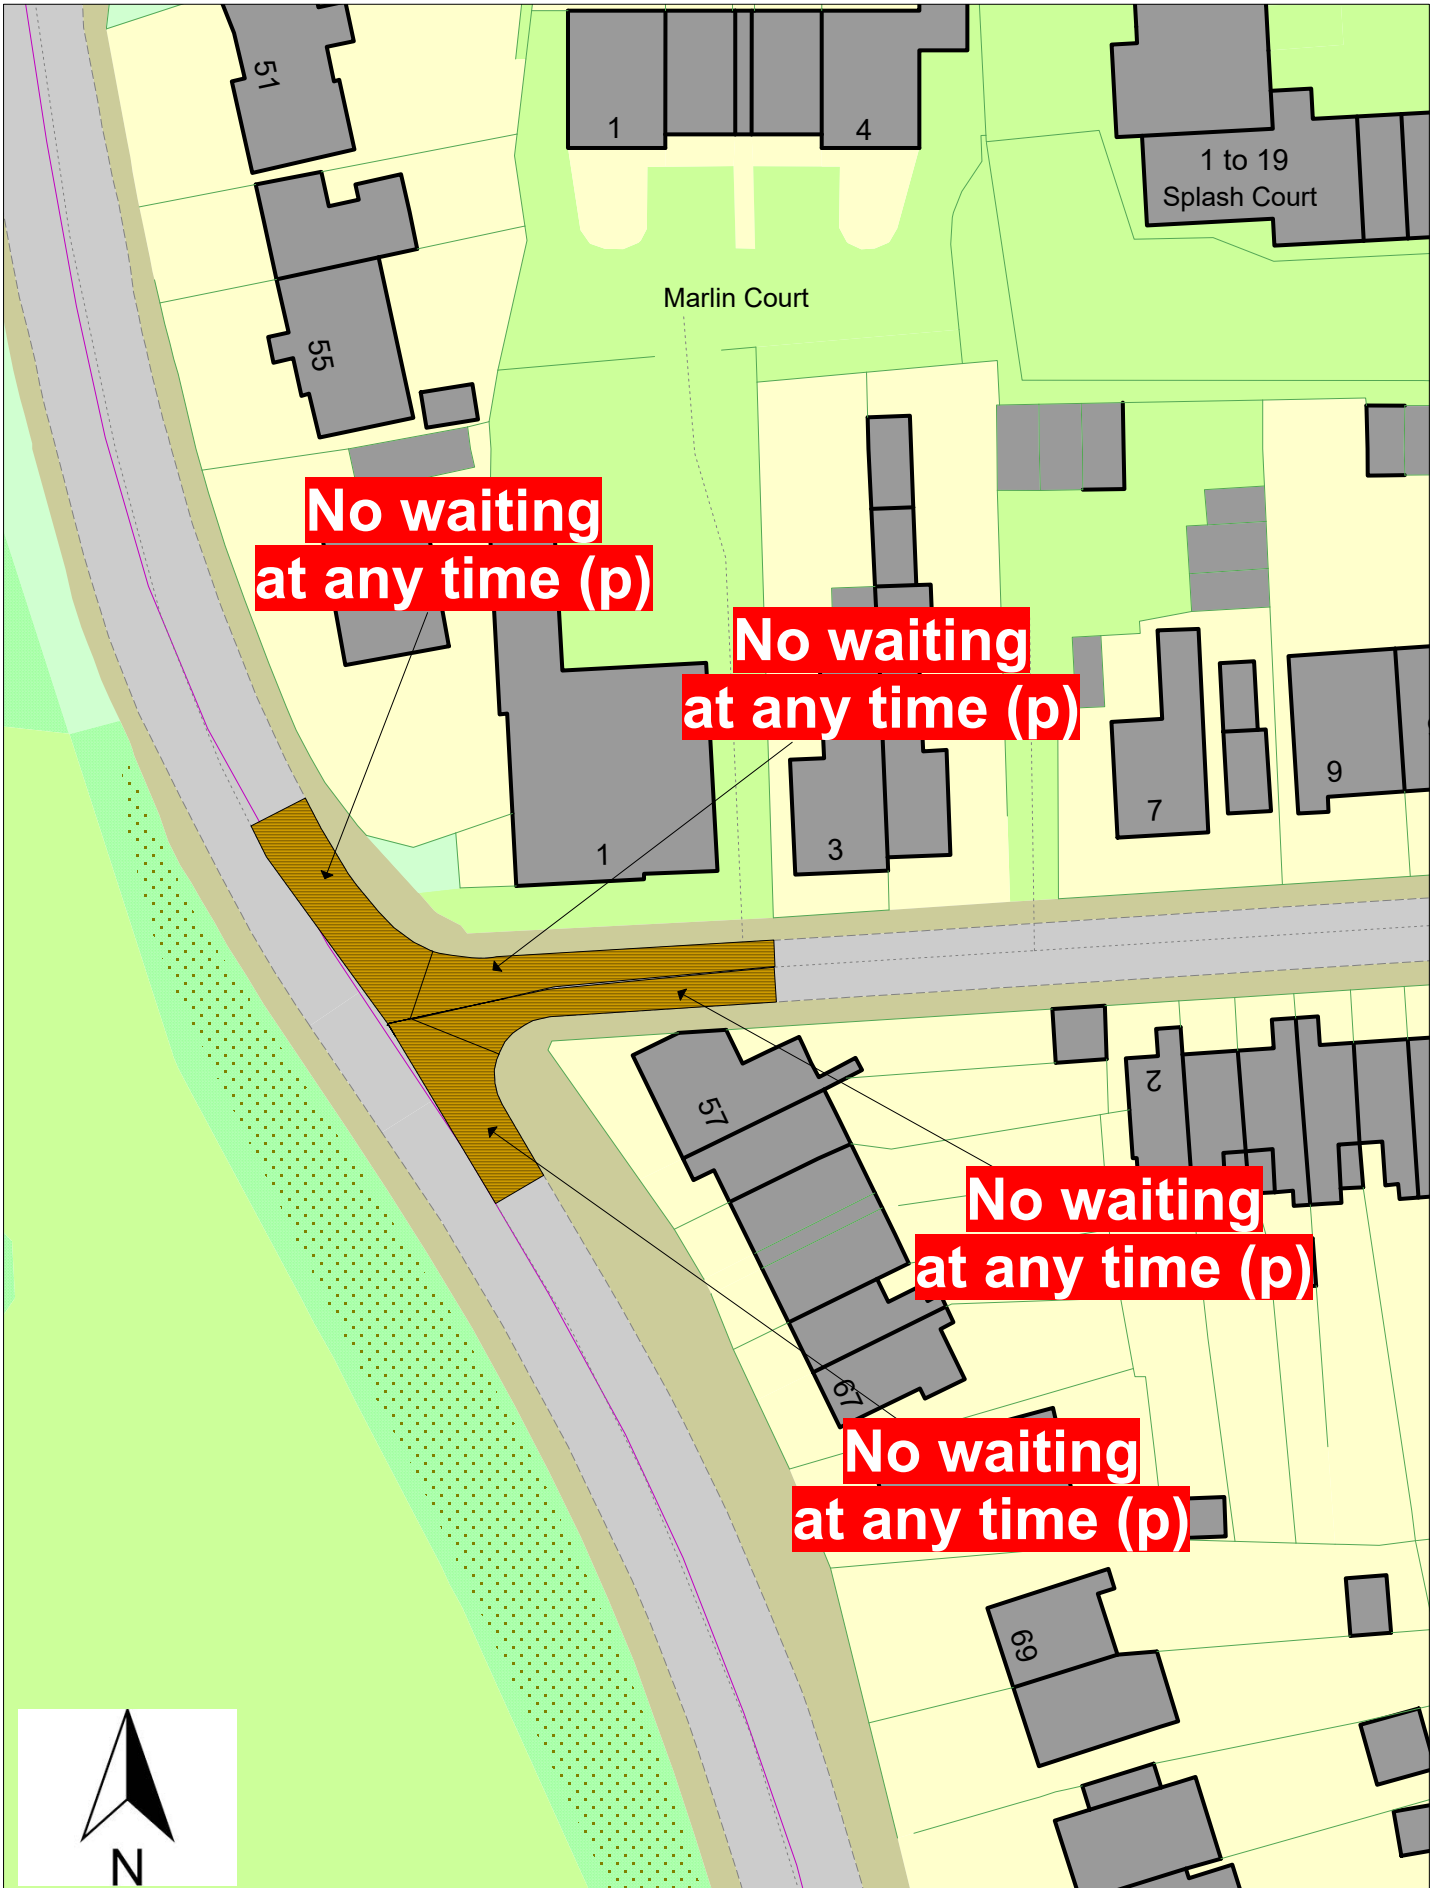 51
1
4
1 to 19
Splash Court
Marlin Court
55
No waiting
at any time (p)
No waiting
at any time (p)
1
3
7
9
57
2
No waiting
at any time (p)
67
No waiting
at any time (p)
69
N